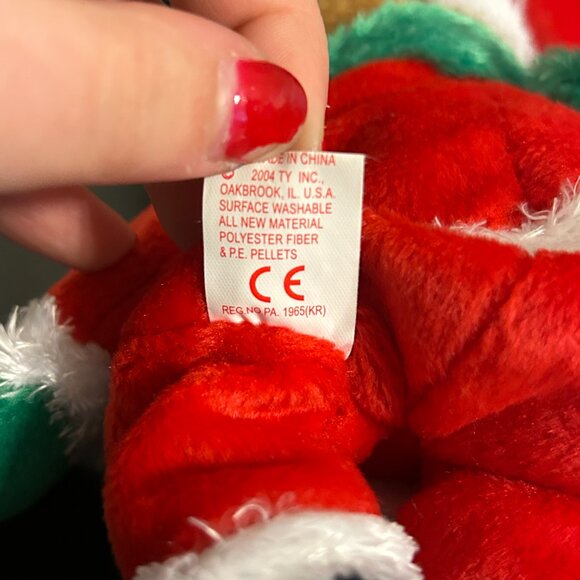 MADE IN CHINA
© 2004 TY INC.,
OAKBROOK, IL. U.S.A.
SURFACE WASHABLE
ALL NEW MATERIAL
POLYESTER FIBER
& P.E. PELLETS
CE
REG.NO PA. 1965(KR)